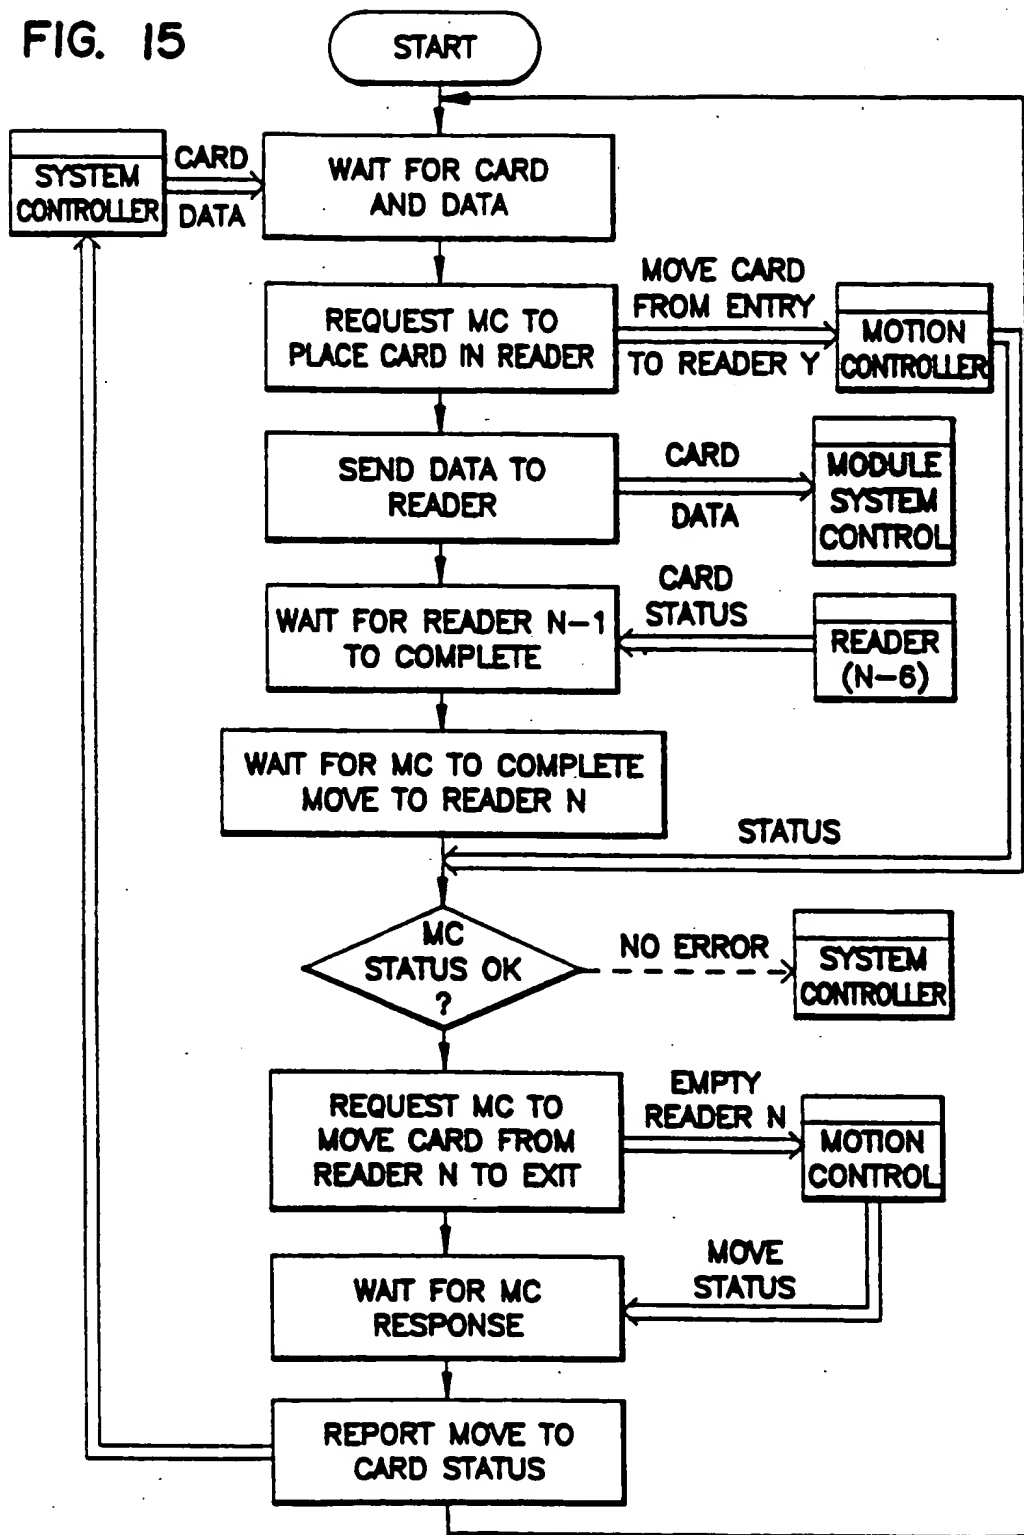 FIG. 15
START
SYSTEM
CONTROLLER
CARD
DATA
WAIT FOR CARD
AND DATA
REQUEST MC TO
PLACE CARD IN READER
MOVE CARD
FROM ENTRY
TO READER Y
MOTION
CONTROLLER
SEND DATA TO
READER
CARD
DATA
MODULE
SYSTEM
CONTROL
WAIT FOR READER N-1
TO COMPLETE
CARD
STATUS
READER
(N-6)
WAIT FOR MC TO COMPLETE
MOVE TO READER N
STATUS
MC
STATUS OK
?
NO ERROR
SYSTEM
CONTROLLER
REQUEST MC TO
MOVE CARD FROM
READER N TO EXIT
EMPTY
READER N
MOTION
CONTROL
WAIT FOR MC
RESPONSE
MOVE
STATUS
REPORT MOVE TO
CARD STATUS